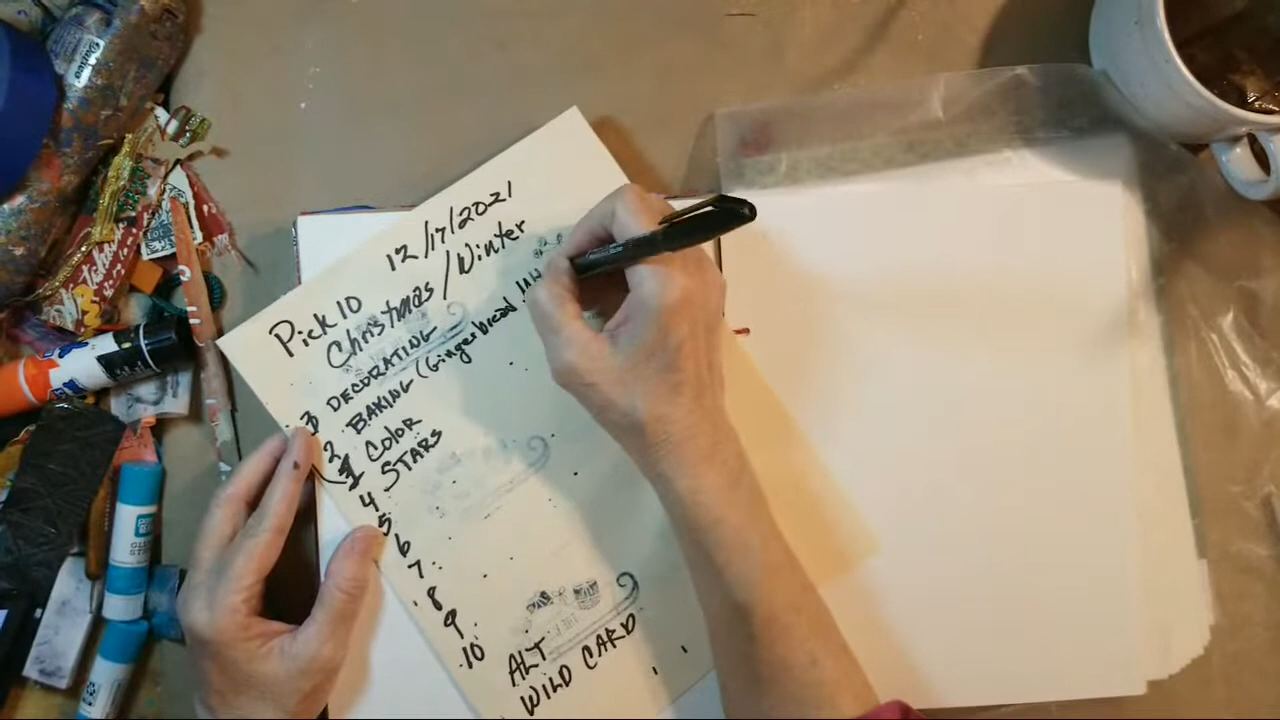 12/17/2021
Pick 10
Christmas / Winter
3 DECORATING
2 BAKING (Gingerbread
1 Color
STARS
4
5
6
7
8
9
10
ALT
WILD CARD